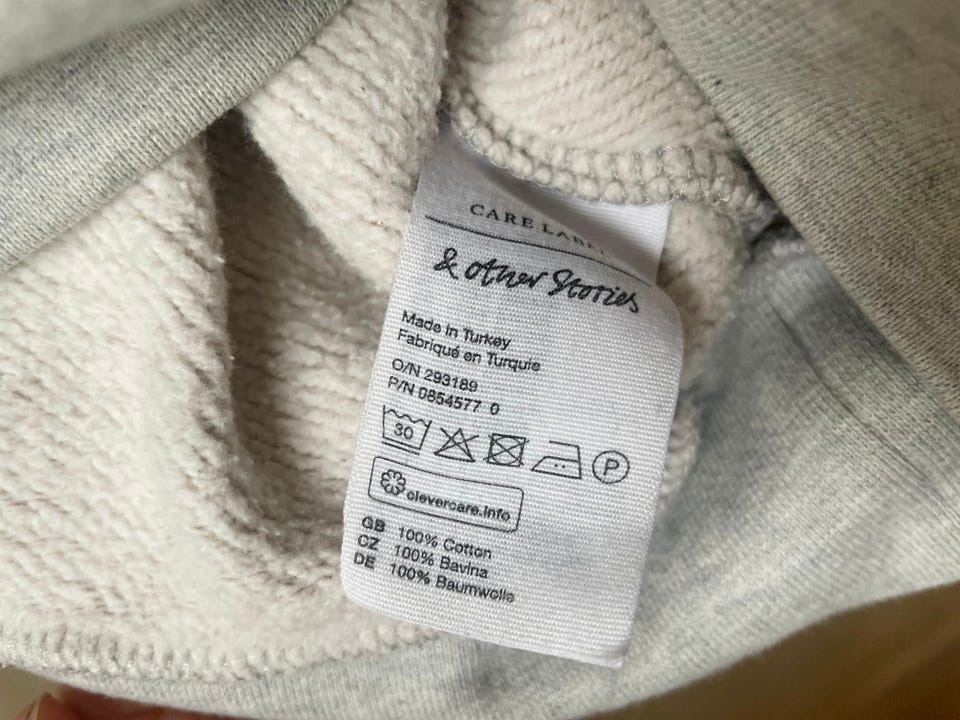 CARE LABEL
& other Stories
Made in Turkey
Fabriqué en Turquie
O/N 293189
P/N 0854577 0
30 P
clevercare.info
GB 100% Cotton
CZ 100% Bavlna
DE 100% Baumwolle